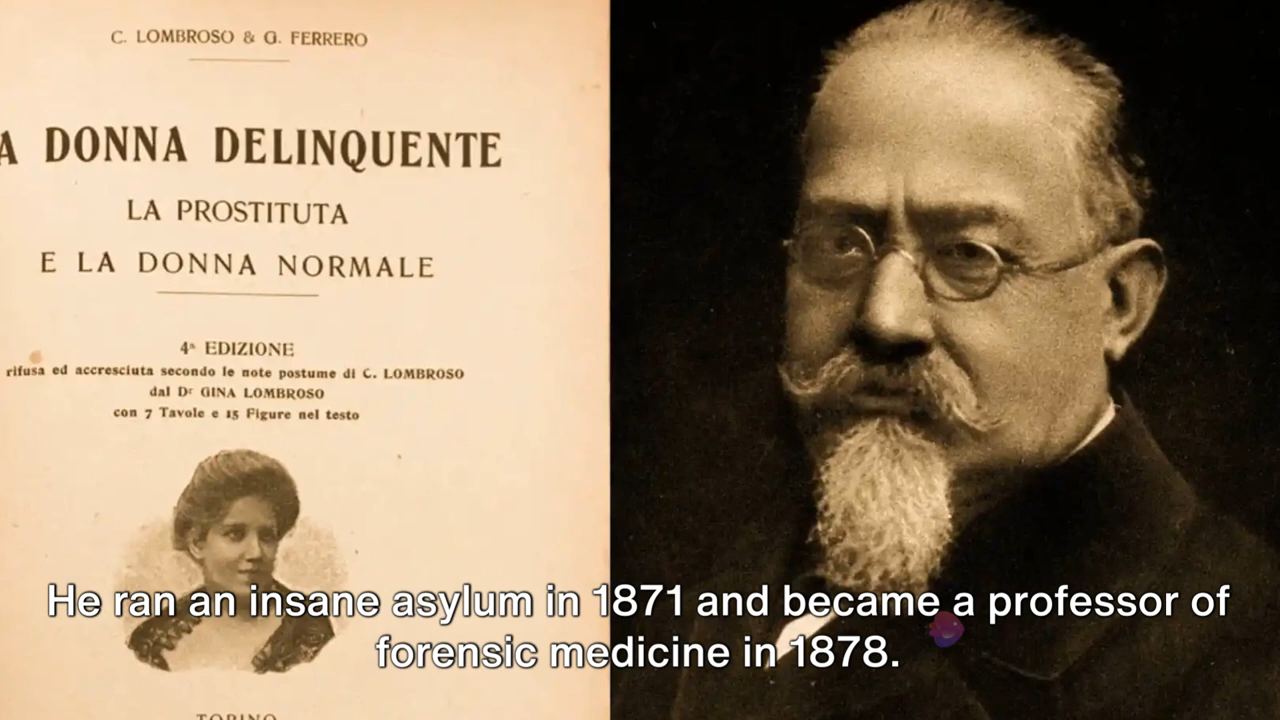 C. LOMBROSO & G. FERRERO
A DONNA DELINQUENTE
LA PROSTITUTA
E LA DONNA NORMALE
4ª EDIZIONE
rifusa ed accresciuta secondo le note postume di C. LOMBROSO
dal Dr GINA LOMBROSO
con 7 Tavole e 15 Figure nel testo
TORINO
He ran an insane asylum in 1871 and became a professor of
forensic medicine in 1878.